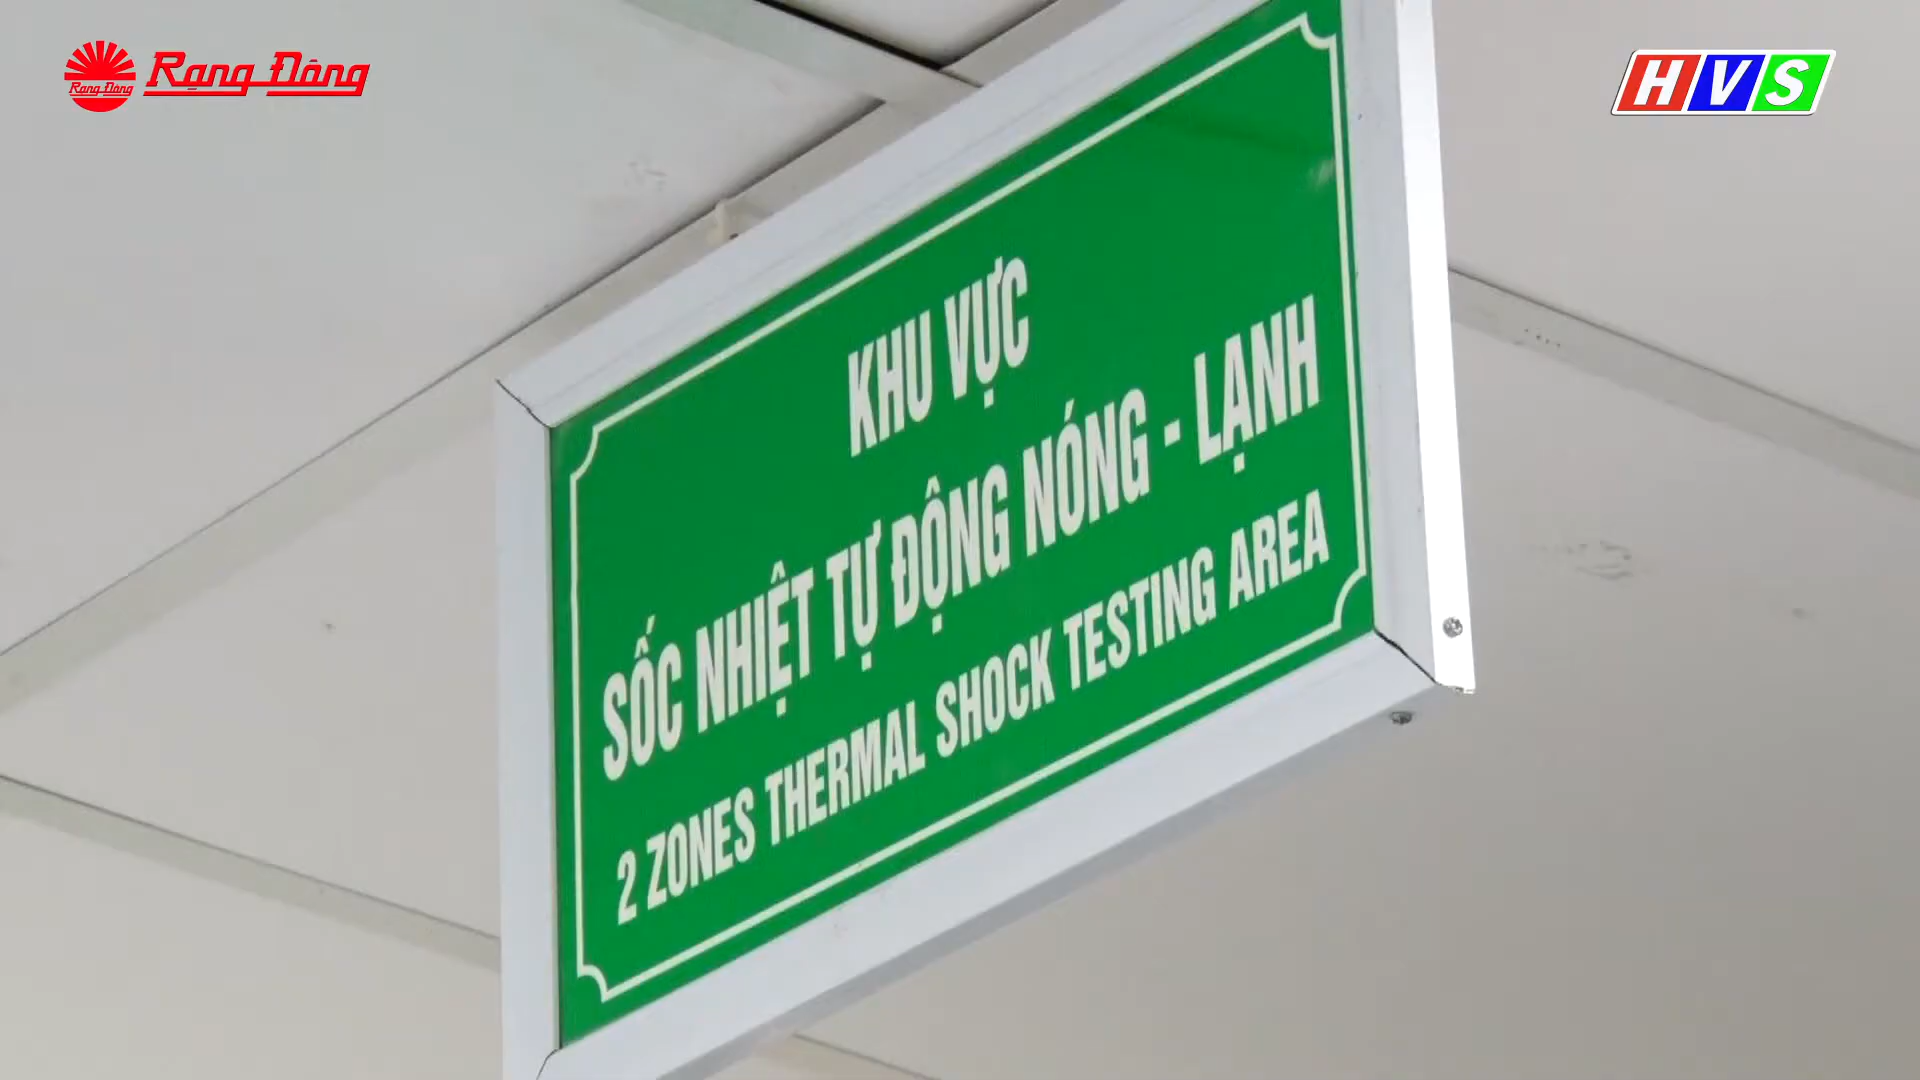 Rạng Đông
Rạng Đông
HVS
KHU VỰC
SỐC NHIỆT TỰ ĐỘNG NÓNG - LẠNH
2 ZONES THERMAL SHOCK TESTING AREA